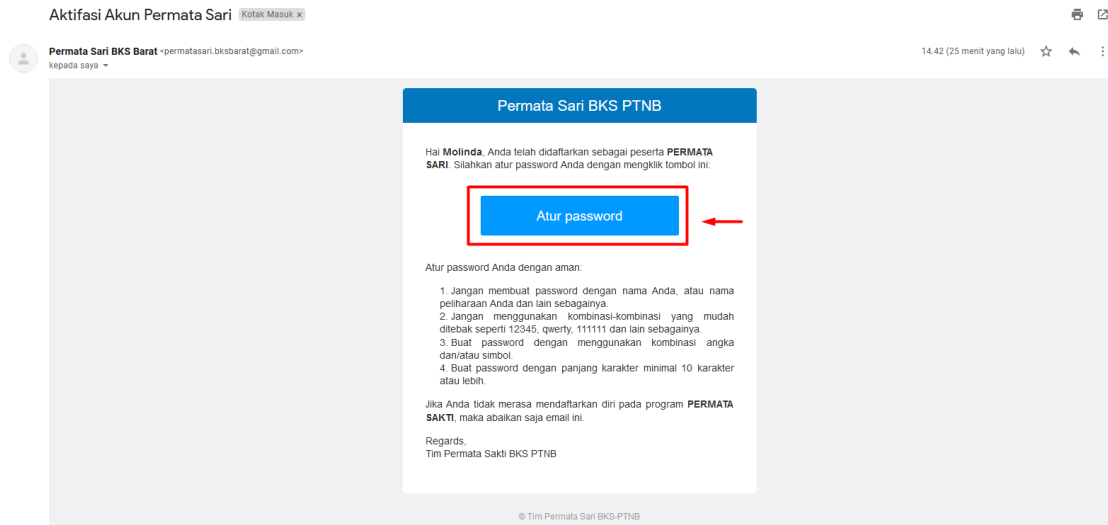 Aktifasi Akun Permata Sari Kotak Masuk x
Permata Sari BKS Barat <permatasari.bksbarat@gmail.com>
14.42 (25 menit yang lalu)
kepada saya
Permata Sari BKS PTNB
Hai Molinda, Anda telah didaftarkan sebagai peserta PERMATA
SARI. Silahkan atur password Anda dengan mengklik tombol ini:
Atur password
Atur password Anda dengan aman:
1. Jangan membuat password dengan nama Anda, atau nama
peliharaan Anda dan lain sebagainya.
2. Jangan menggunakan kombinasi-kombinasi yang mudah
ditebak seperti 12345, qwerty, 111111 dan lain sebagainya.
3. Buat password dengan menggunakan kombinasi angka
dan/atau simbol.
4. Buat password dengan panjang karakter minimal 10 karakter
atau lebih.
Jika Anda tidak merasa mendaftarkan diri pada program PERMATA
SAKTI, maka abaikan saja email ini.
Regards,
Tim Permata Sakti BKS PTNB
© Tim Permata Sari BKS-PTNB